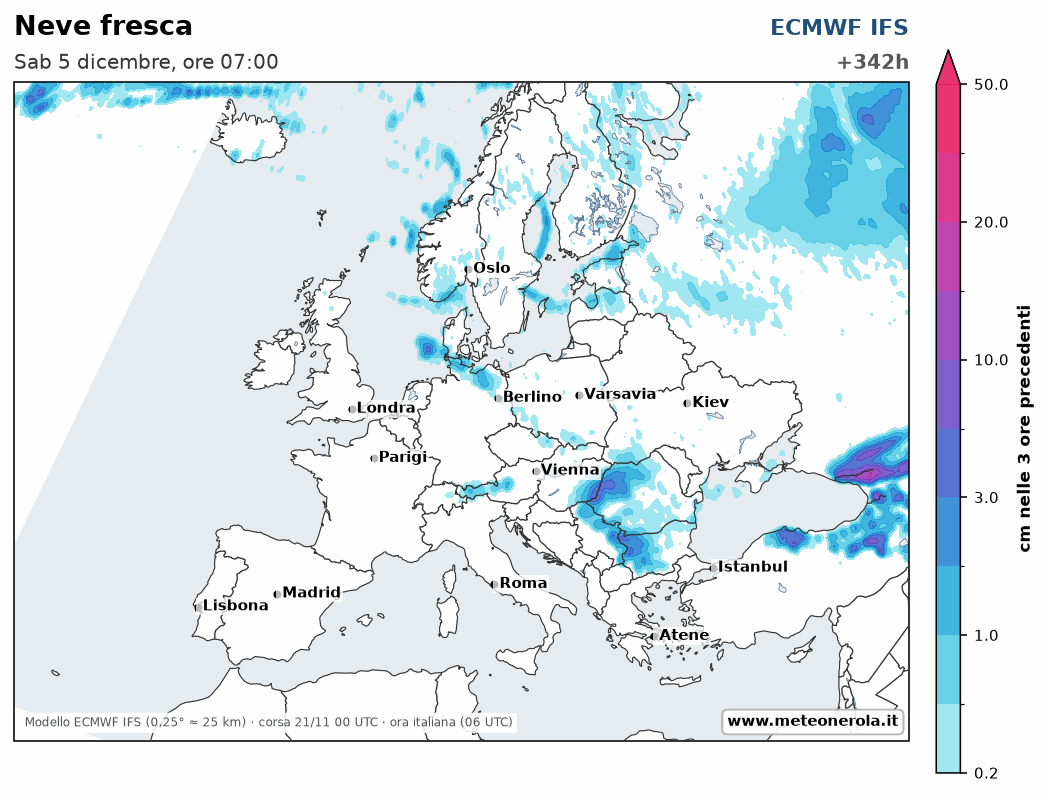 Neve fresca
ECMWF IFS
Sab 5 dicembre, ore 07:00
+342h
50.0
20.0
10.0
3.0
1.0
0.2
cm nelle 3 ore precedenti
Oslo
Berlino
Varsavia
Kiev
Londra
Parigi
Vienna
Istanbul
Roma
Madrid
Lisbona
Atene
Modello ECMWF IFS (0,25° ≈ 25 km) · corsa 21/11 00 UTC · ora italiana (06 UTC)
www.meteonerola.it